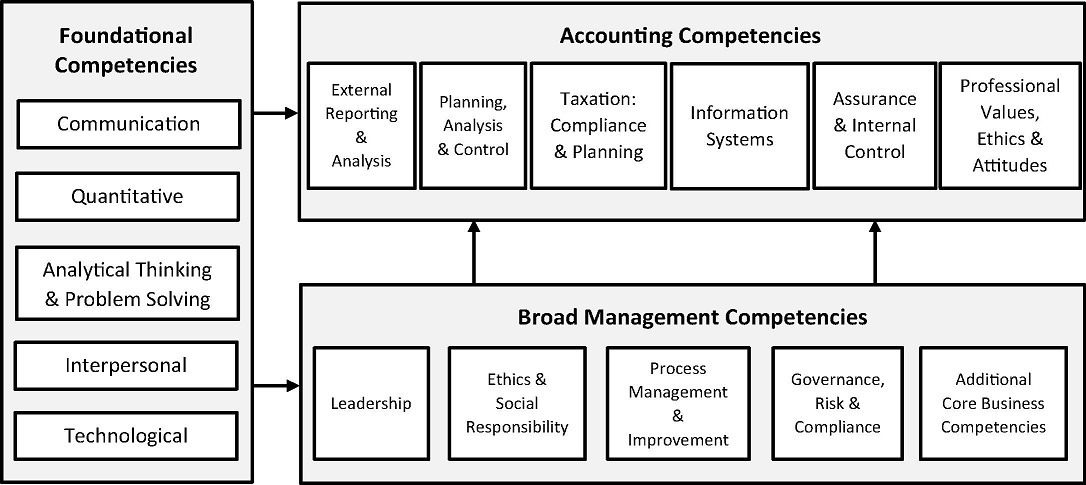 Foundational
Competencies
Communication
Quantitative
Analytical Thinking
& Problem Solving
Interpersonal
Technological
Accounting Competencies
External
Reporting
&
Analysis
Planning,
Analysis
& Control
Taxation:
Compliance
& Planning
Information
Systems
Assurance
& Internal
Control
Professional
Values,
Ethics &
Attitudes
Broad Management Competencies
Leadership
Ethics &
Social
Responsibility
Process
Management
&
Improvement
Governance,
Risk &
Compliance
Additional
Core Business
Competencies